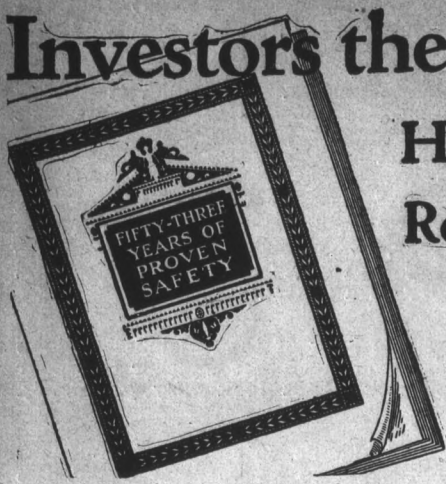 Investors the
FIFTY-THREE
YEARS OF
PROVEN
SAFETY
H
R